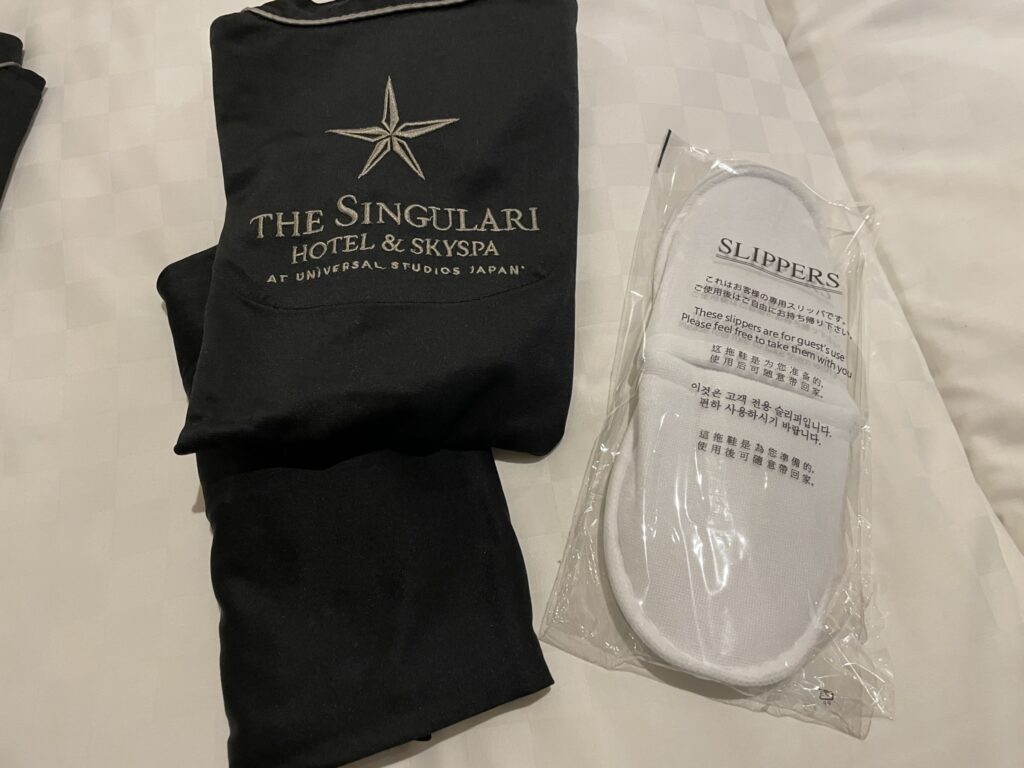 THE SINGULARI
HOTEL & SKYSPA
AT UNIVERSAL STUDIOS JAPAN
SLIPPERS
これはお客様の専用スリッパです。
ご使用後はご自由にお持ち帰り下さい。
These slippers are for guest's use
Please feel free to take them with you
这拖鞋是为您准备的,
使用后可随意带回家。
이것은 고객 전용 슬리퍼입니다.
편하 사용하시기 바랍니다.
這拖鞋是為您準備的,
使用後可隨意帶回家。